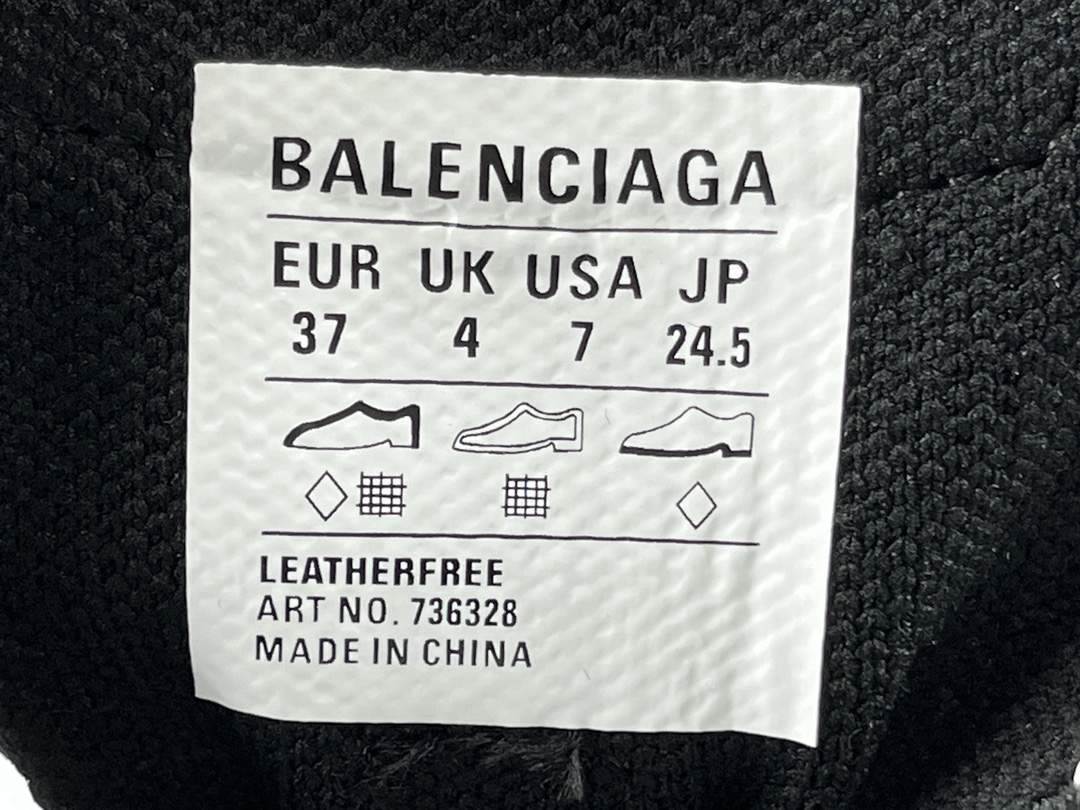 BALENCIAGA
EUR UK USA JP
37 4 7 24.5
LEATHERFREE
ART NO. 736328
MADE IN CHINA